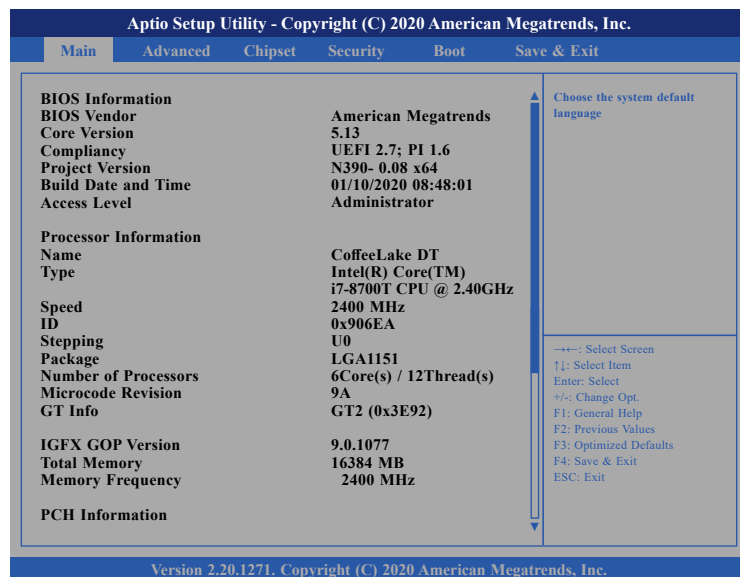 Aptio Setup Utility - Copyright (C) 2020 American Megatrends, Inc.
Main Advanced Chipset Security Boot Save & Exit
BIOS Information
BIOS Vendor American Megatrends
Core Version 5.13
Compliancy UEFI 2.7; PI 1.6
Project Version N390- 0.08 x64
Build Date and Time 01/10/2020 08:48:01
Access Level Administrator
Processor Information
Name CoffeeLake DT
Type Intel(R) Core(TM)
i7-8700T CPU @ 2.40GHz
Speed 2400 MHz
ID 0x906EA
Stepping U0
Package LGA1151
Number of Processors 6Core(s) / 12Thread(s)
Microcode Revision 9A
GT Info GT2 (0x3E92)
IGFX GOP Version 9.0.1077
Total Memory 16384 MB
Memory Frequency 2400 MHz
PCH Information
Choose the system default
language
→←: Select Screen
↑↓: Select Item
Enter: Select
+/-: Change Opt.
F1: General Help
F2: Previous Values
F3: Optimized Defaults
F4: Save & Exit
ESC: Exit
Version 2.20.1271. Copyright (C) 2020 American Megatrends, Inc.